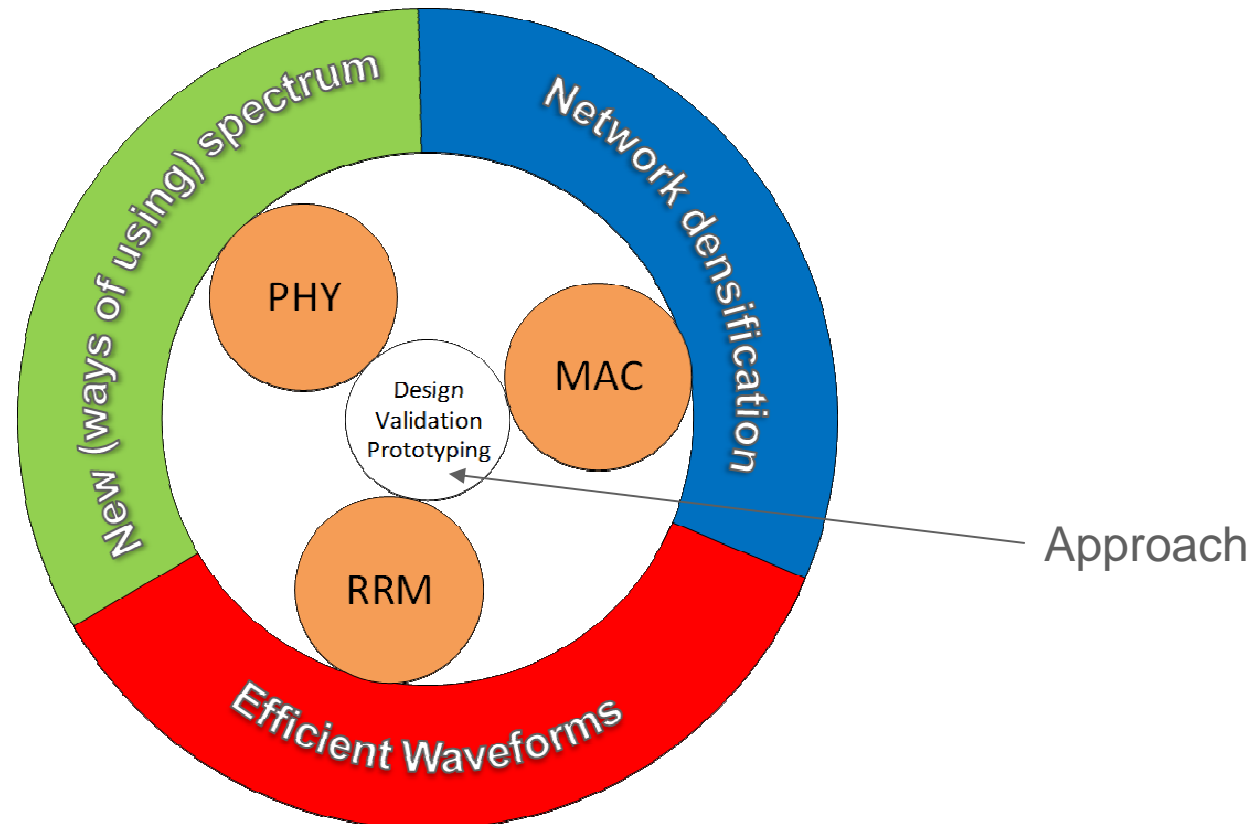 New (ways of using) spectrum
Network densification
PHY
MAC
Design
Validation
Prototyping
RRM
Approach
Efficient Waveforms